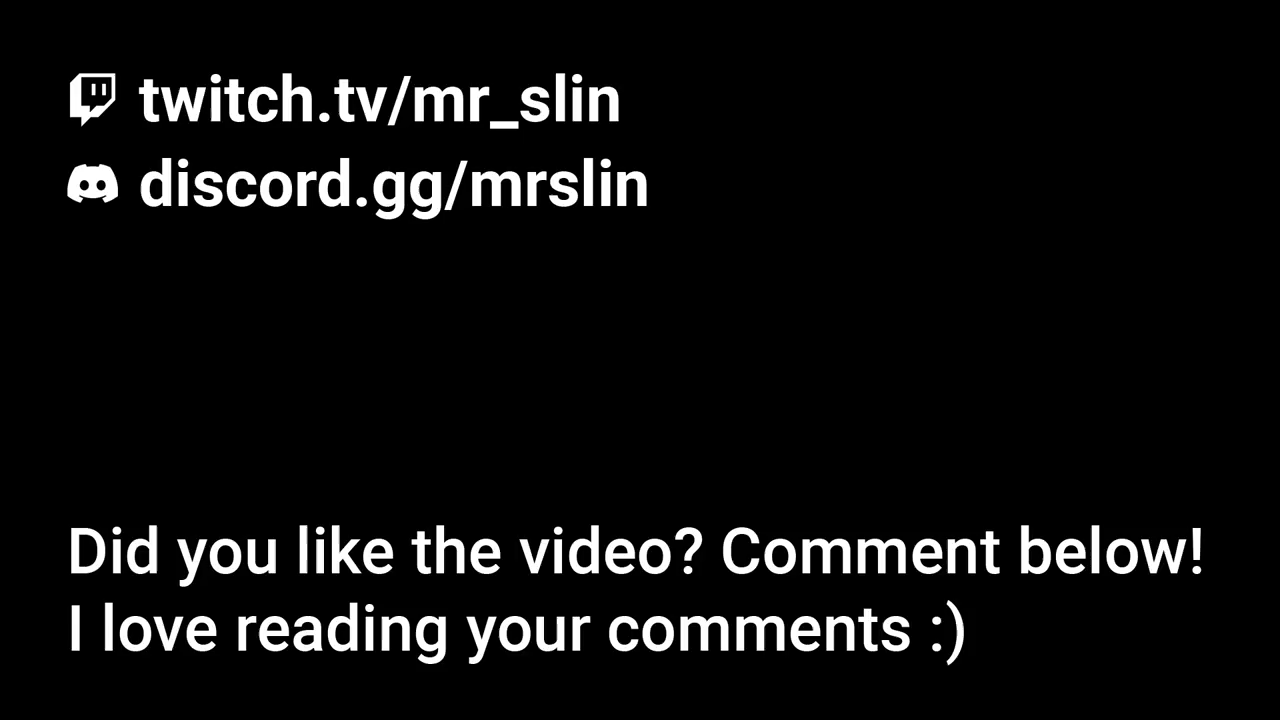 twitch.tv/mr_slin
discord.gg/mrslin
Did you like the video? Comment below!
I love reading your comments :)